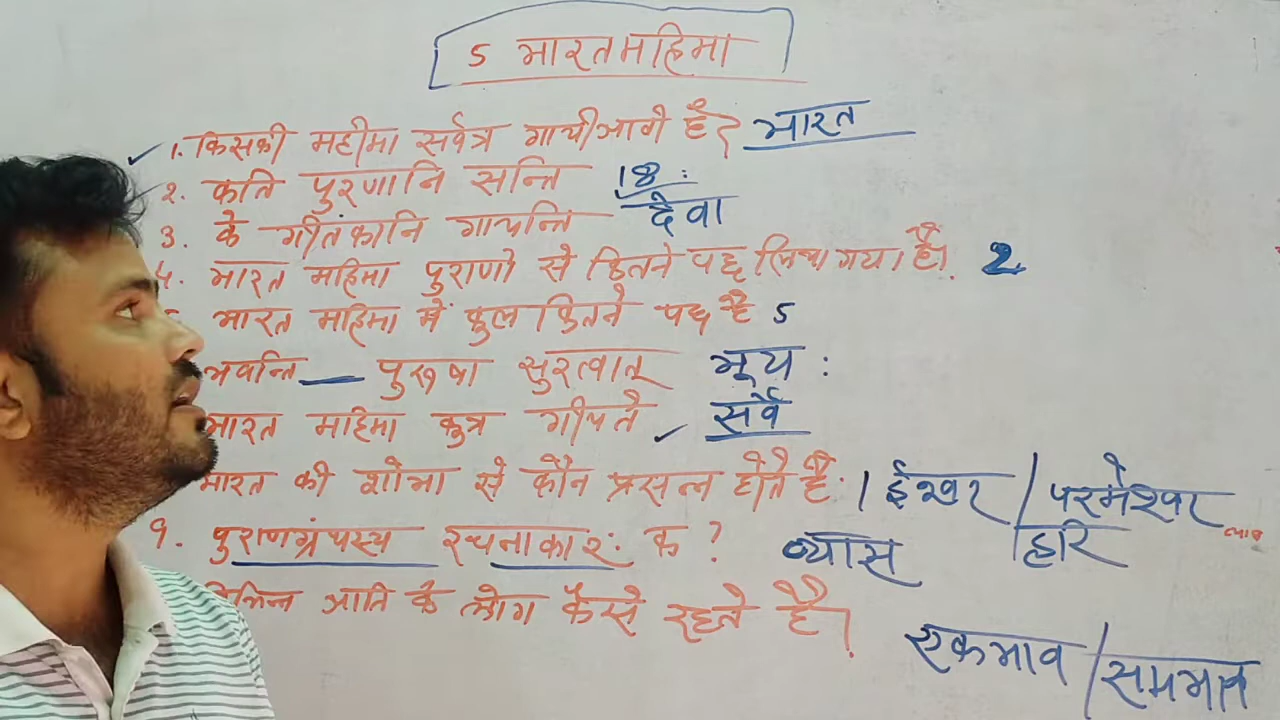 5 भारतमहिमा
1. किसकी महीमा सर्वत्र गायीजाती है? भारत
2. कति पुरणानि सन्ति 18:
3. के गीतंकानि गायन्ति देवा
4. भारत महिमा पुराणो से कितने पद्द लिया गया है। 2
भारत महिमा में कुल कितने पद्द है 5
भवन्ति — पुरूषा सुरत्वात् भूय:
भारत महिमा कुत्र गीयते सर्वे
भारत की शोभा से कौन प्रसन्न होते है। ईश्वर / परमेश्वर
हरि
9. पुराणग्रंथस्य रचनाकार: क ? व्यास
जाति के लोग कैसे रहते है।
एकभाव / समभाव